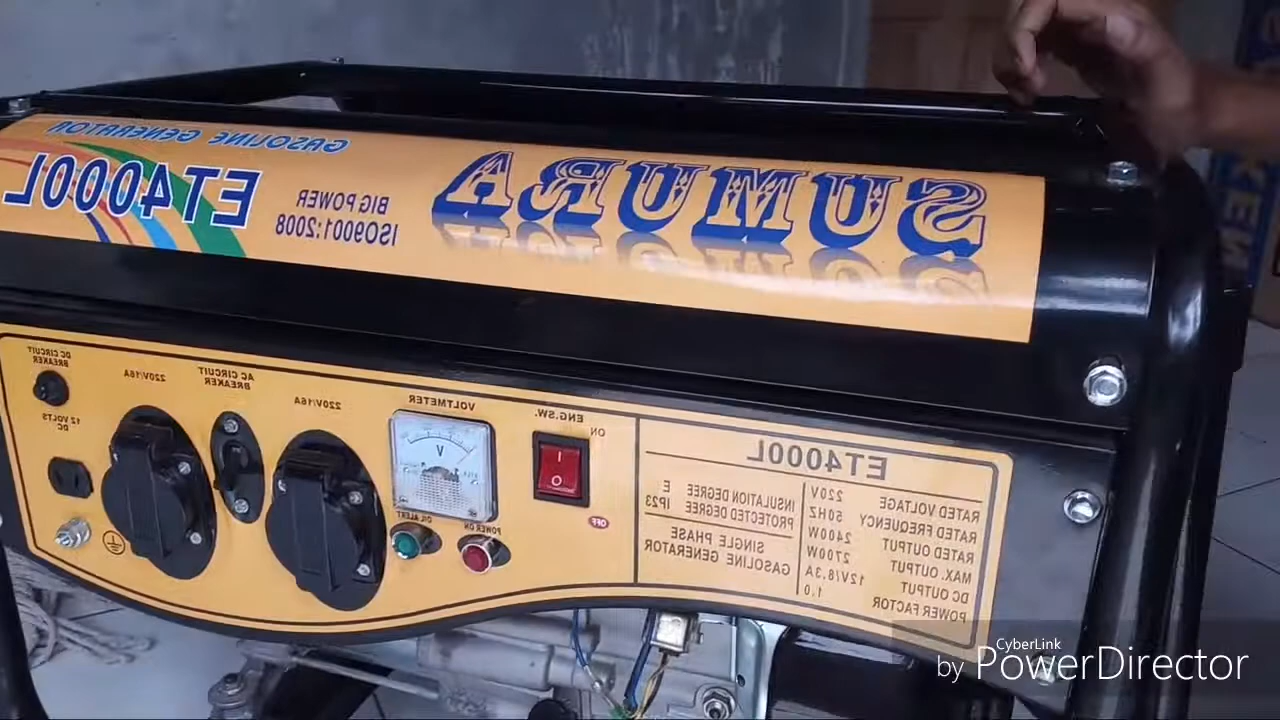 GASOLINE GENERATOR
ET4000L
BIG POWER
ISO9001:2008
SUMURA
DC CIRCUIT
BREAKER
220V/16A
AC CIRCUIT
BREAKER
220V/16A
VOLTMETER
ENG.SW.
ON
OFF
12 VOLTS
DC
V
OIL ALERT
POWER ON
ET4000L
RATED VOLTAGE 220V
RATED FREQUENCY 50HZ
RATED OUTPUT 2400W
MAX. OUTPUT 2700W
DC OUTPUT 12V/8.3A
POWER FACTOR 1.0
INSULATION DEGREE E
PROTECTED DEGREE IP23
SINGLE PHASE
GASOLINE GENERATOR
KEN
CyberLink
by PowerDirector